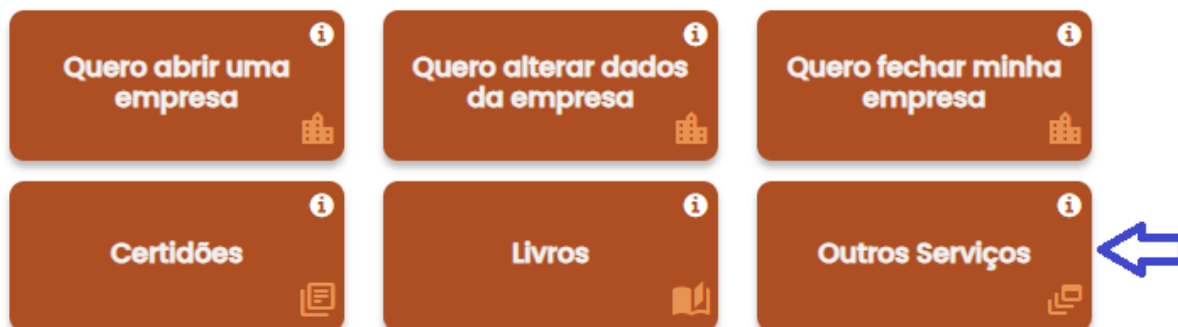 Quero abrir uma
empresa
Quero alterar dados
da empresa
Quero fechar minha
empresa
Certidões
Livros
Outros Serviços